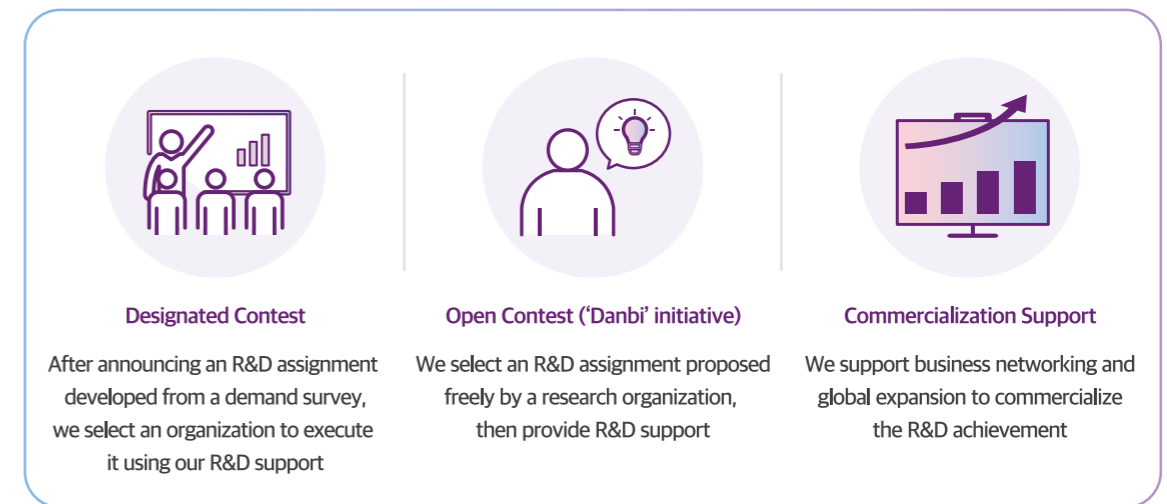 Designated Contest
After announcing an R&D assignment
developed from a demand survey,
we select an organization to execute
it using our R&D support
Open Contest (‘Danbi’ initiative)
We select an R&D assignment proposed
freely by a research organization,
then provide R&D support
Commercialization Support
We support business networking and
global expansion to commercialize
the R&D achievement